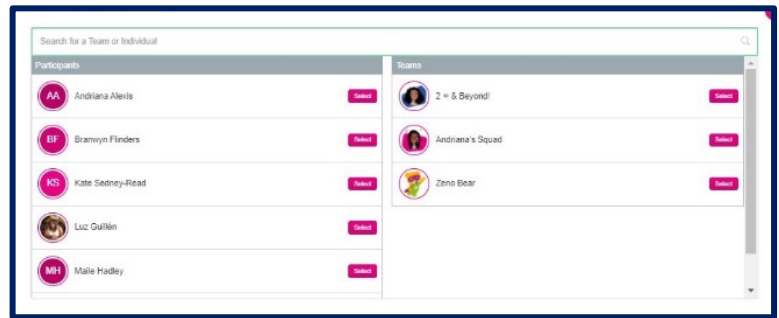 Search for a Team or Individual
Participants
AA Andriana Alexis Select
BF Branwyn Flinders Select
KS Kate Sedney-Read Select
Luz Guillén Select
MH Maile Hadley Select
Teams
2 ∞ & Beyond! Select
Andriana's Squad Select
Zeno Bear Select